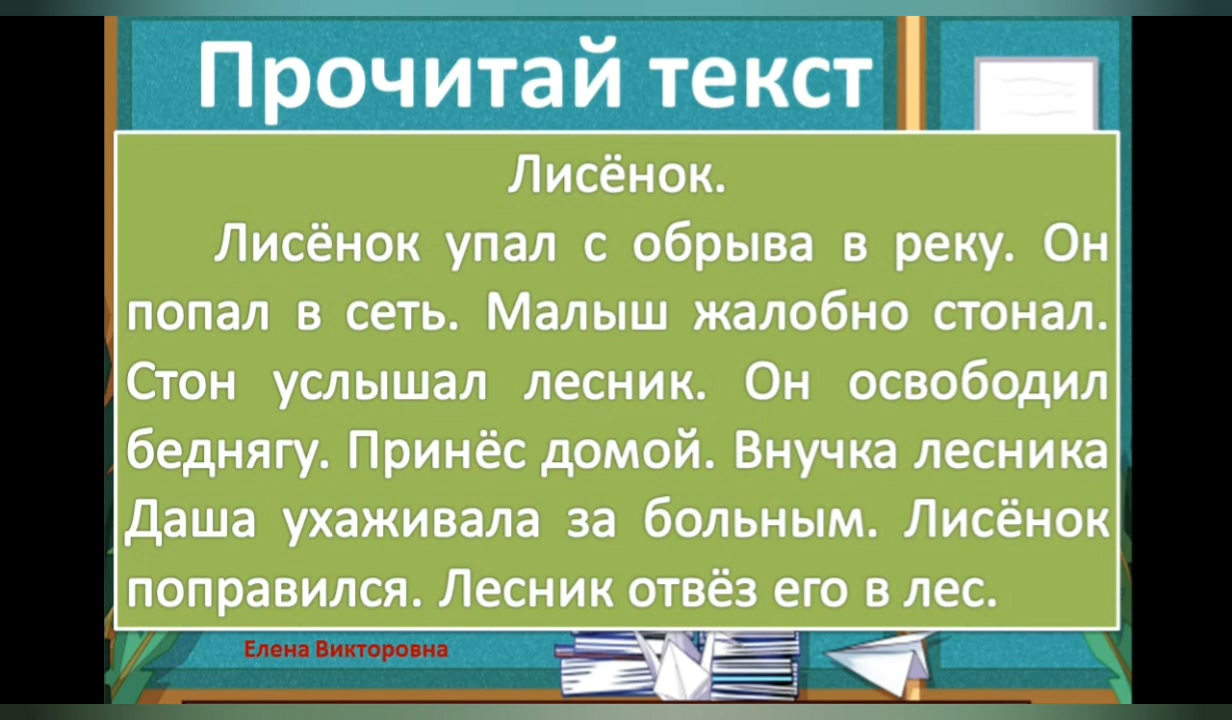 Прочитай текст
Лисёнок.
Лисёнок упал с обрыва в реку. Он
попал в сеть. Малыш жалобно стонал.
Стон услышал лесник. Он освободил
беднягу. Принёс домой. Внучка лесника
Даша ухаживала за больным. Лисёнок
поправился. Лесник отвёз его в лес.
Елена Викторовна